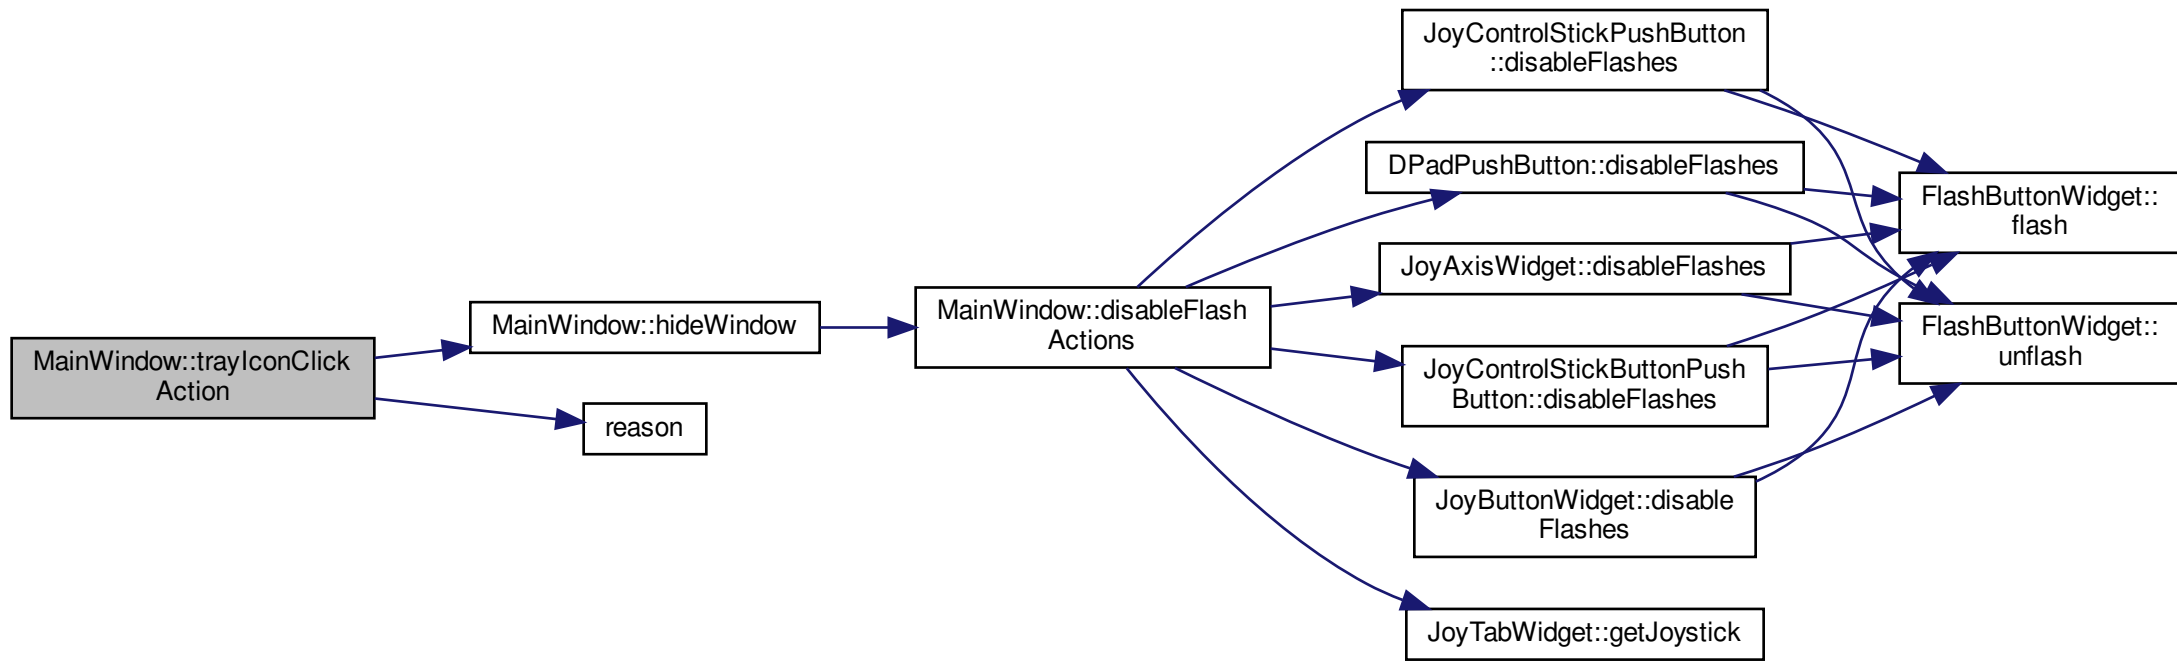 MainWindow::trayIconClick
Action
MainWindow::hideWindow
reason
MainWindow::disableFlash
Actions
JoyControlStickPushButton
::disableFlashes
DPadPushButton::disableFlashes
JoyAxisWidget::disableFlashes
JoyControlStickButtonPush
Button::disableFlashes
JoyButtonWidget::disable
Flashes
JoyTabWidget::getJoystick
FlashButtonWidget::
flash
FlashButtonWidget::
unflash